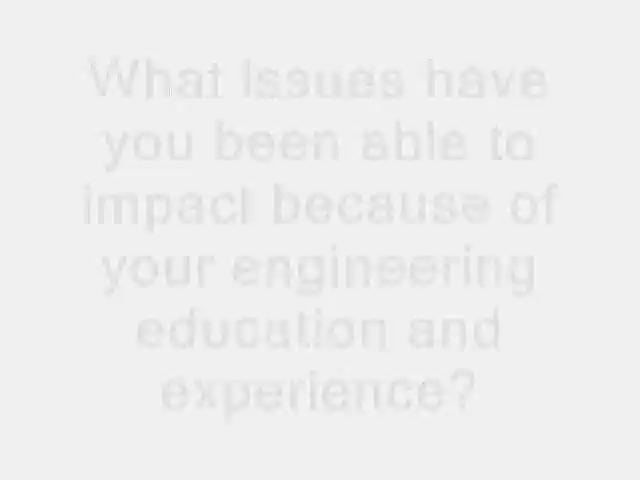 What issues have
you been able to
impact because of
your engineering
education and
experience?